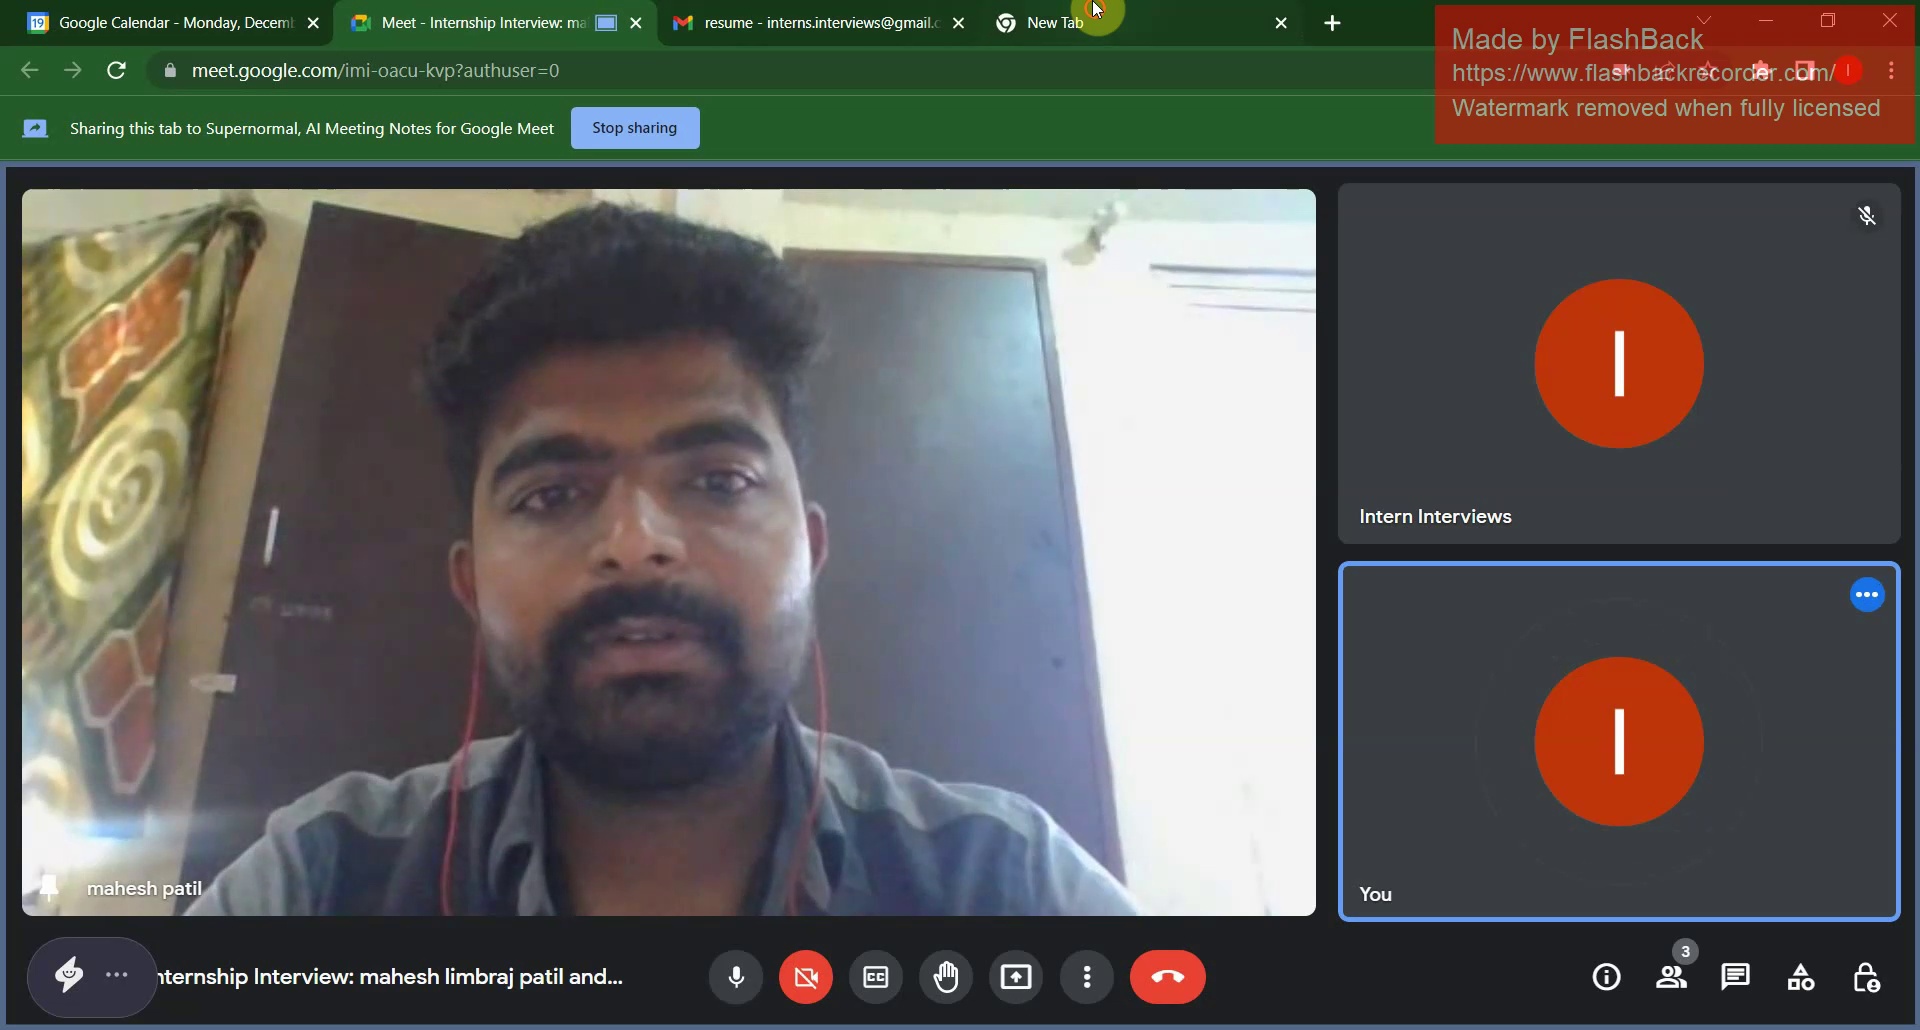 19
Google Calendar - Monday, Decem
Meet - Internship Interview: ma
resume - interns.interviews@gmail.c
New Tab
meet.google.com/imi-oacu-kvp?authuser=0
Made by FlashBack
https://www.flashbackrecorder.com/
Watermark removed when fully licensed
Sharing this tab to Supernormal, AI Meeting Notes for Google Meet
Stop sharing
I
Intern Interviews
I
You
mahesh patil
nternship Interview: mahesh limbraj patil and...
CC
3